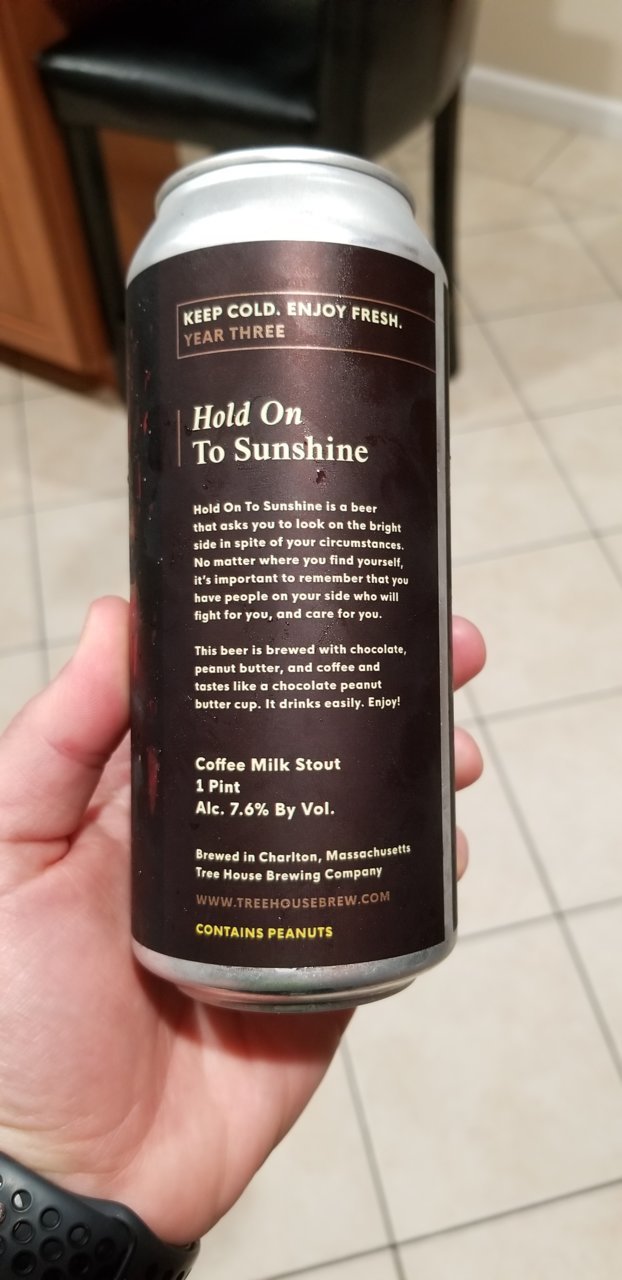 KEEP COLD. ENJOY FRESH.
YEAR THREE
Hold On
To Sunshine
Hold On To Sunshine is a beer
that asks you to look on the bright
side in spite of your circumstances.
No matter where you find yourself,
it's important to remember that you
have people on your side who will
fight for you, and care for you.
This beer is brewed with chocolate,
peanut butter, and coffee and
tastes like a chocolate peanut
butter cup. It drinks easily. Enjoy!
Coffee Milk Stout
1 Pint
Alc. 7.6% By Vol.
Brewed in Charlton, Massachusetts
Tree House Brewing Company
WWW.TREEHOUSEBREW.COM
CONTAINS PEANUTS